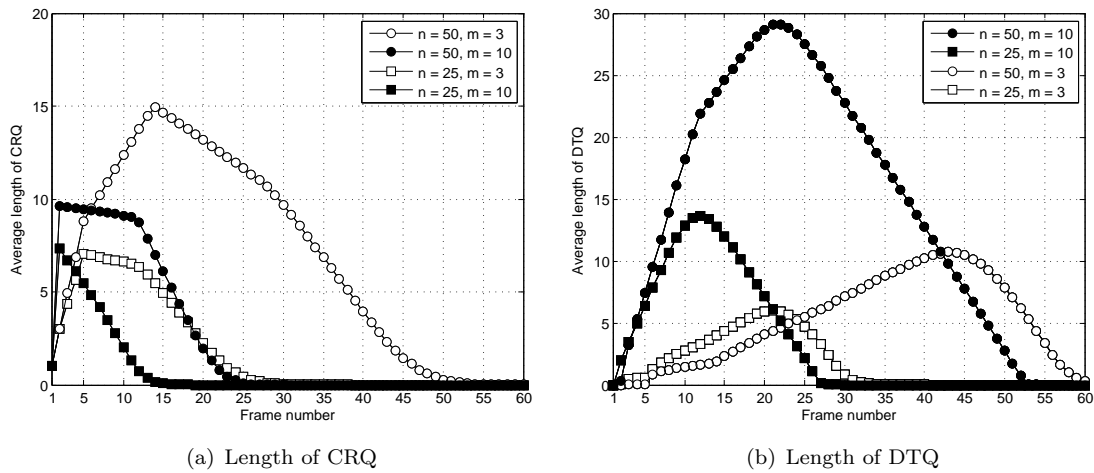 20
15
10
5
0
1 5 10 15 20 25 30 35 40 45 50 55 60
Average length of CRQ
Frame number
n = 50, m = 3
n = 50, m = 10
n = 25, m = 3
n = 25, m = 10
(a) Length of CRQ
30
25
20
15
10
5
0
1 5 10 15 20 25 30 35 40 45 50 55 60
Average length of DTQ
Frame number
n = 50, m = 10
n = 25, m = 10
n = 50, m = 3
n = 25, m = 3
(b) Length of DTQ